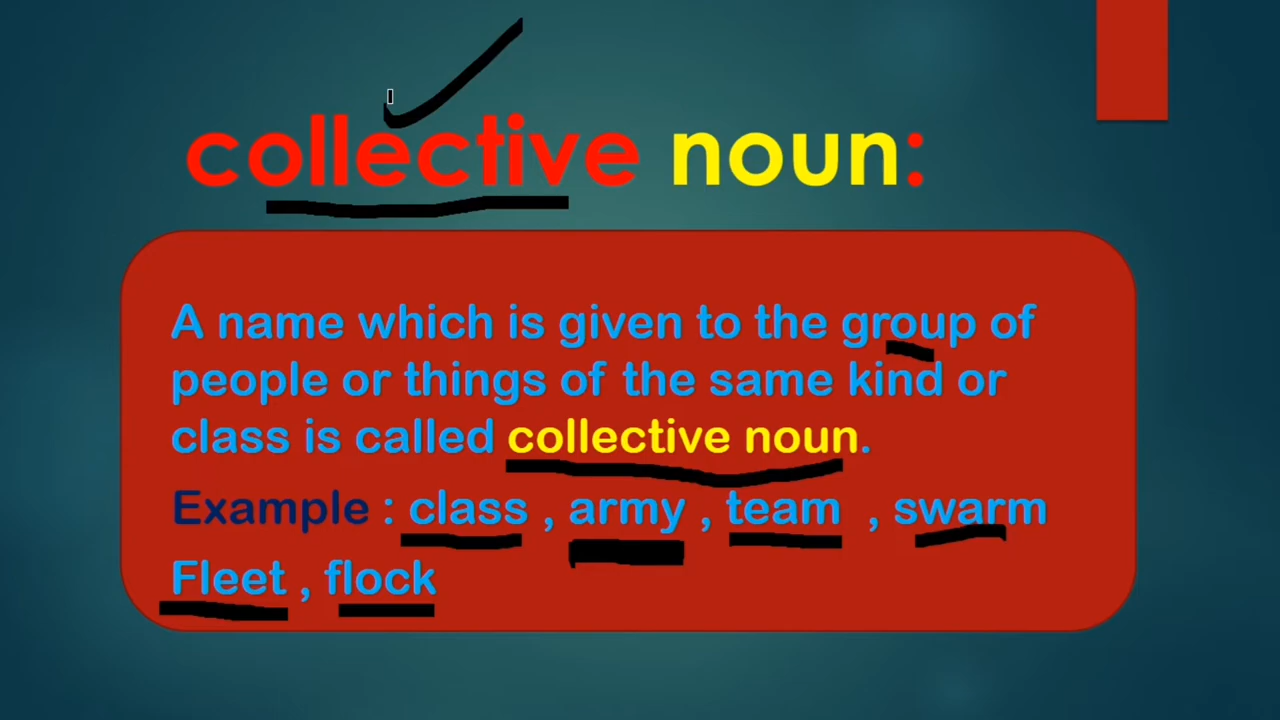 collective noun:
A name which is given to the group of
people or things of the same kind or
class is called collective noun.
Example : class , army , team , swarm
Fleet , flock